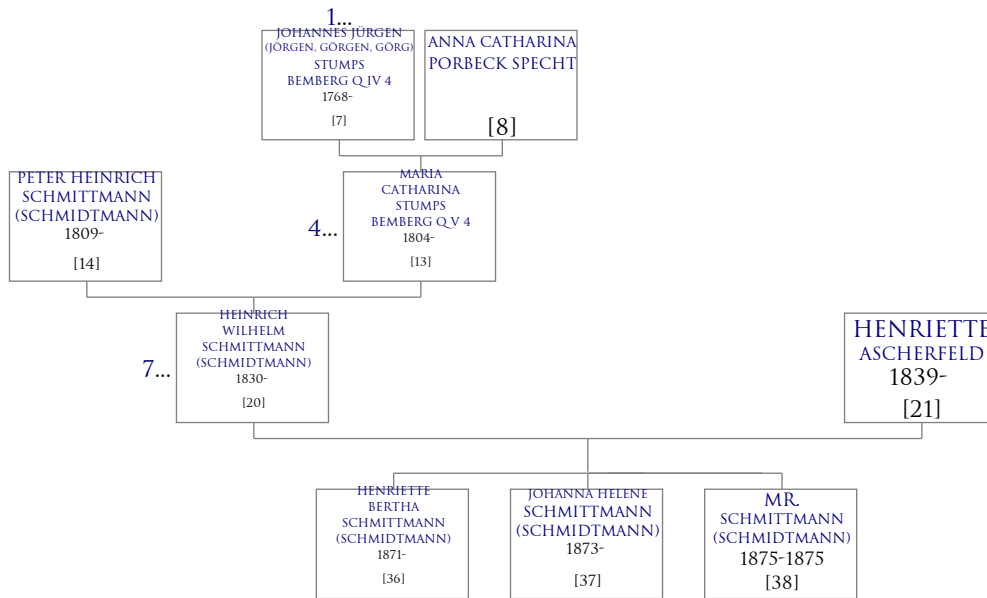 1...
JOHANNES JÜRGEN
(JÖRGEN, GÖRGEN, GÖRG)
STUMPS
BEMBERG Q IV 4
1768-
[7]
ANNA CATHARINA
PORBECK SPECHT
[8]
PETER HEINRICH
SCHMITTMANN
(SCHMIDTMANN)
1809-
[14]
4...
MARIA
CATHARINA
STUMPS
BEMBERG Q V 4
1804-
[13]
7...
HEINRICH
WILHELM
SCHMITTMANN
(SCHMIDTMANN)
1830-
[20]
HENRIETTE
ASCHERFELD
1839-
[21]
HENRIETTE
BERTHA
SCHMITTMANN
(SCHMIDTMANN)
1871-
[36]
JOHANNA HELENE
SCHMITTMANN
(SCHMIDTMANN)
1873-
[37]
MR.
SCHMITTMANN
(SCHMIDTMANN)
1875-1875
[38]